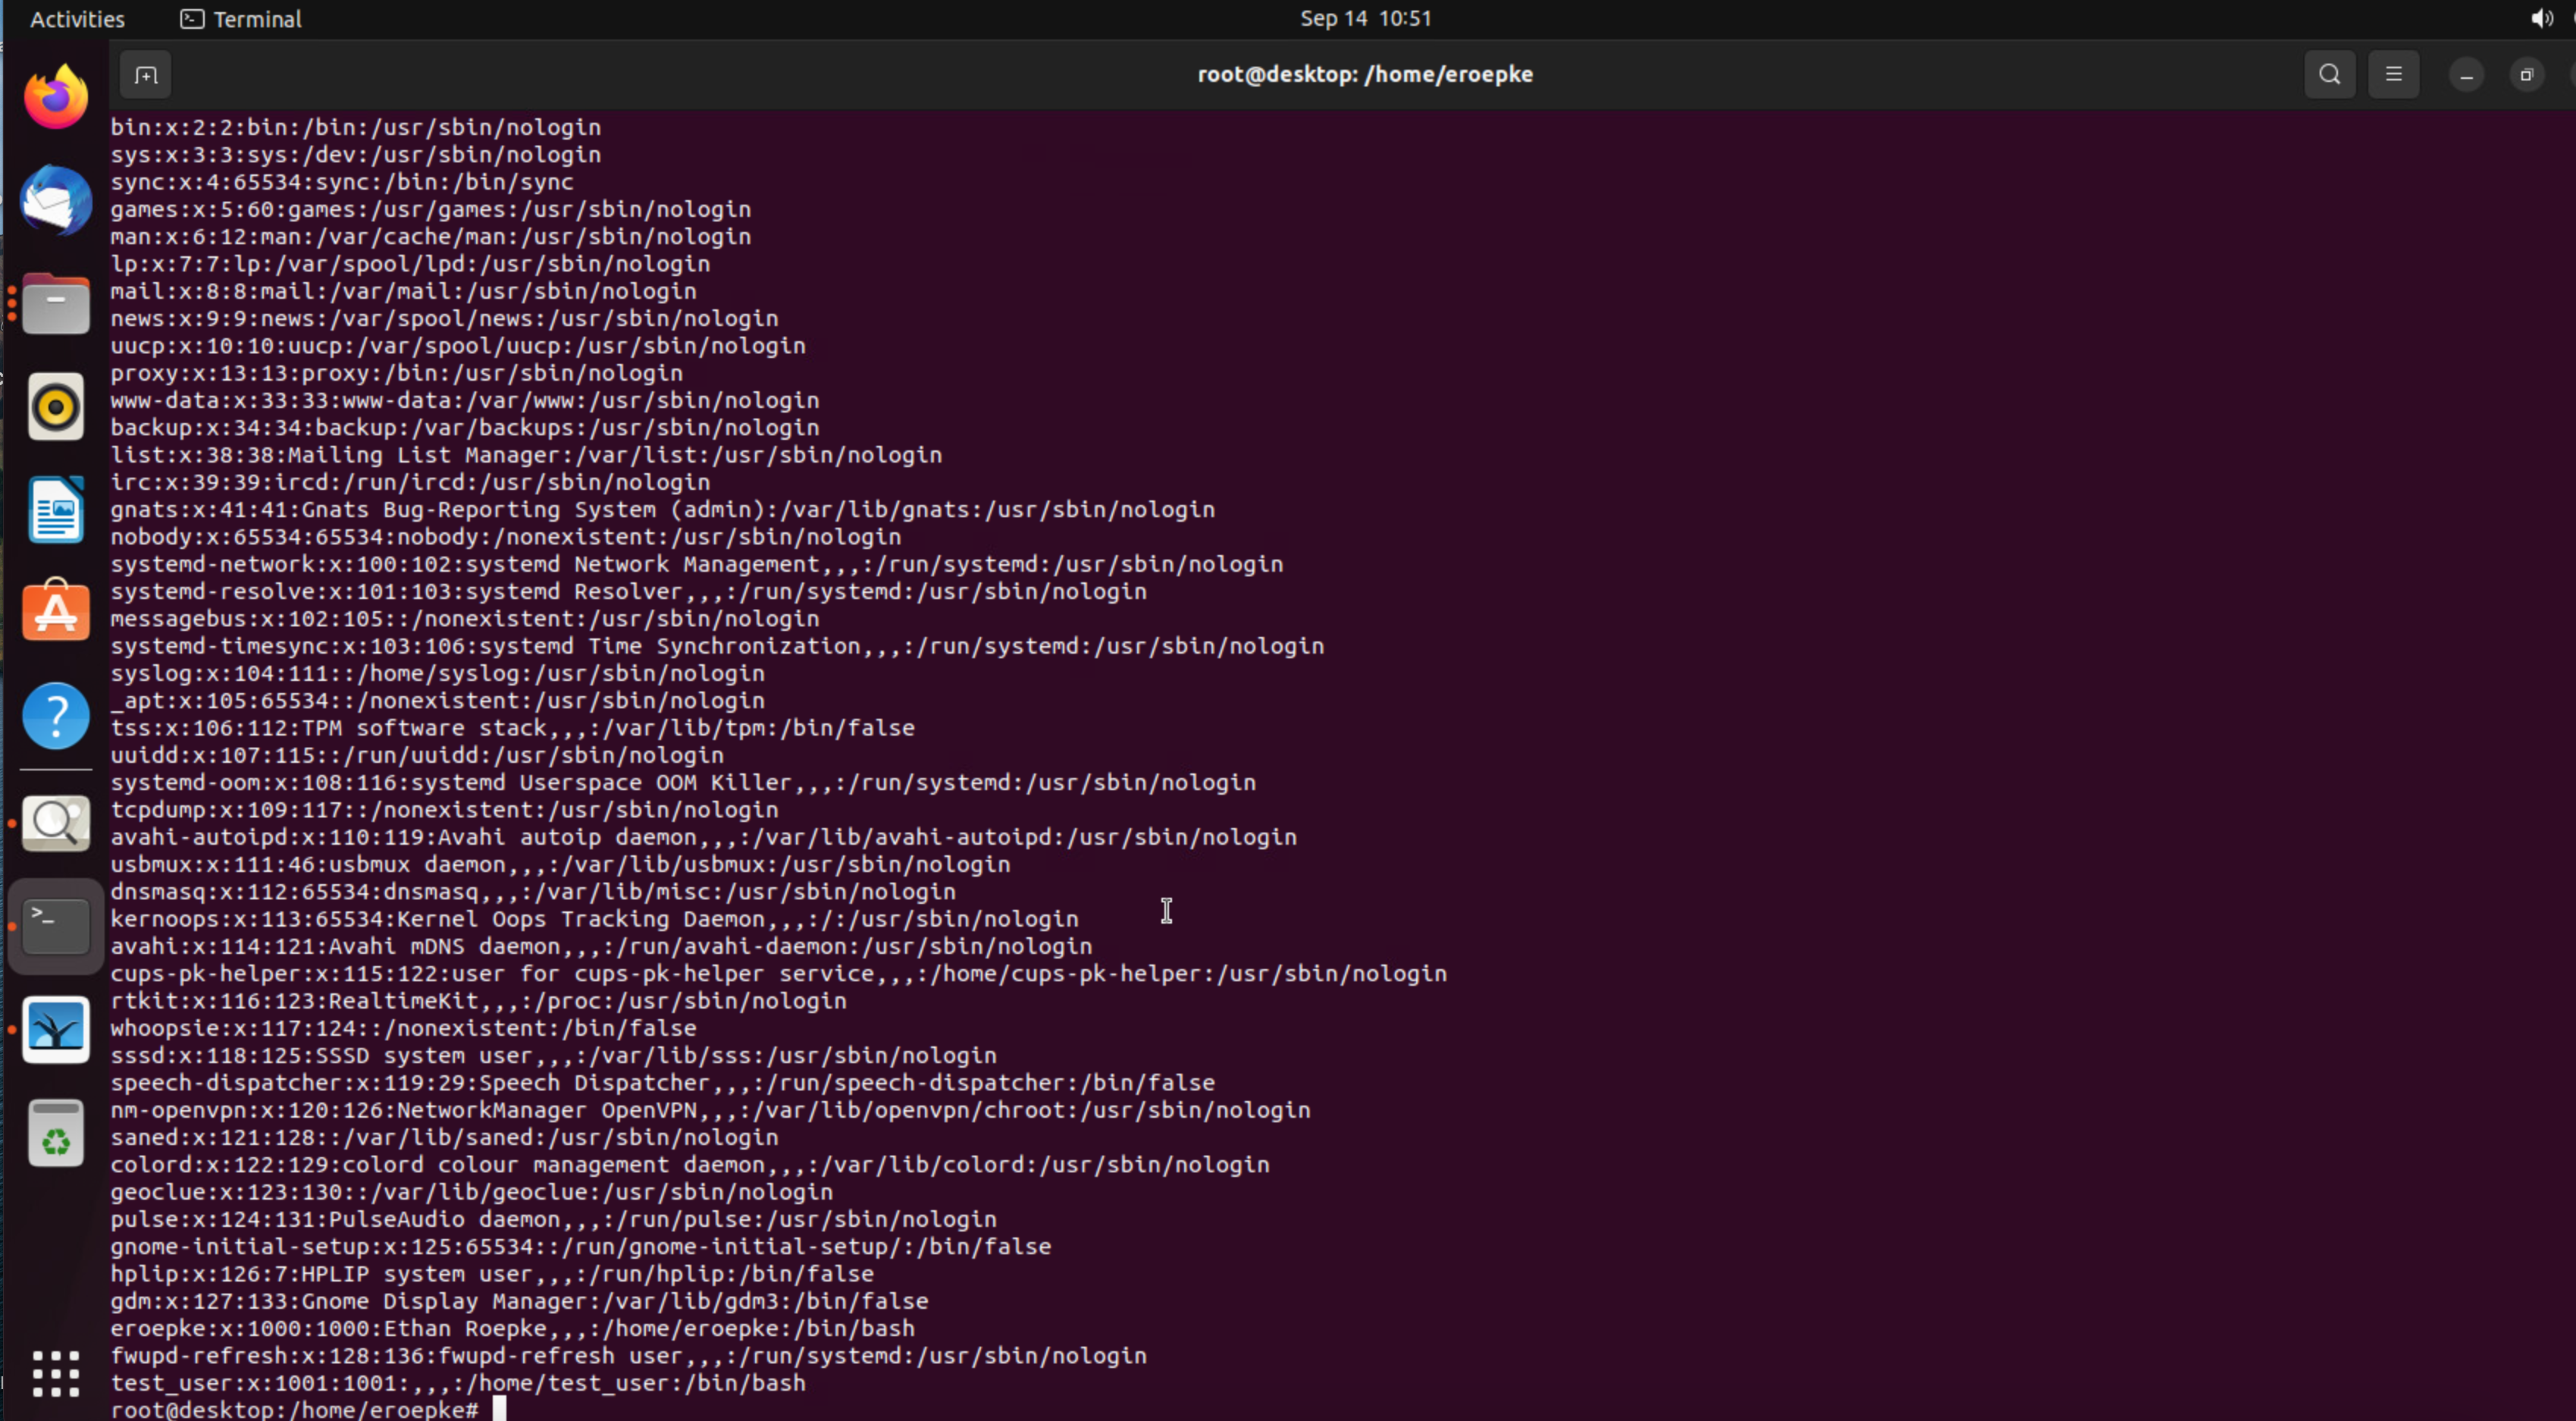 Activities Terminal Sep 14 10:51
root@desktop: /home/eroepke
bin:x:2:2:bin:/bin:/usr/sbin/nologin
sys:x:3:3:sys:/dev:/usr/sbin/nologin
sync:x:4:65534:sync:/bin:/bin/sync
games:x:5:60:games:/usr/games:/usr/sbin/nologin
man:x:6:12:man:/var/cache/man:/usr/sbin/nologin
lp:x:7:7:lp:/var/spool/lpd:/usr/sbin/nologin
mail:x:8:8:mail:/var/mail:/usr/sbin/nologin
news:x:9:9:news:/var/spool/news:/usr/sbin/nologin
uucp:x:10:10:uucp:/var/spool/uucp:/usr/sbin/nologin
proxy:x:13:13:proxy:/bin:/usr/sbin/nologin
www-data:x:33:33:www-data:/var/www:/usr/sbin/nologin
backup:x:34:34:backup:/var/backups:/usr/sbin/nologin
list:x:38:38:Mailing List Manager:/var/list:/usr/sbin/nologin
irc:x:39:39:ircd:/run/ircd:/usr/sbin/nologin
gnats:x:41:41:Gnats Bug-Reporting System (admin):/var/lib/gnats:/usr/sbin/nologin
nobody:x:65534:65534:nobody:/nonexistent:/usr/sbin/nologin
systemd-network:x:100:102:systemd Network Management,,,:/run/systemd:/usr/sbin/nologin
systemd-resolve:x:101:103:systemd Resolver,,,:/run/systemd:/usr/sbin/nologin
messagebus:x:102:105::/nonexistent:/usr/sbin/nologin
systemd-timesync:x:103:106:systemd Time Synchronization,,,:/run/systemd:/usr/sbin/nologin
syslog:x:104:111::/home/syslog:/usr/sbin/nologin
_apt:x:105:65534::/nonexistent:/usr/sbin/nologin
tss:x:106:112:TPM software stack,,,:/var/lib/tpm:/bin/false
uuidd:x:107:115::/run/uuidd:/usr/sbin/nologin
systemd-oom:x:108:116:systemd Userspace OOM Killer,,,:/run/systemd:/usr/sbin/nologin
tcpdump:x:109:117::/nonexistent:/usr/sbin/nologin
avahi-autoipd:x:110:119:Avahi autoip daemon,,,:/var/lib/avahi-autoipd:/usr/sbin/nologin
usbmux:x:111:46:usbmux daemon,,,:/var/lib/usbmux:/usr/sbin/nologin
dnsmasq:x:112:65534:dnsmasq,,,:/var/lib/misc:/usr/sbin/nologin
kernoops:x:113:65534:Kernel Oops Tracking Daemon,,,:/:/usr/sbin/nologin
avahi:x:114:121:Avahi mDNS daemon,,,:/run/avahi-daemon:/usr/sbin/nologin
cups-pk-helper:x:115:122:user for cups-pk-helper service,,,:/home/cups-pk-helper:/usr/sbin/nologin
rtkit:x:116:123:RealtimeKit,,,:/proc:/usr/sbin/nologin
whoopsie:x:117:124::/nonexistent:/bin/false
sssd:x:118:125:SSSD system user,,,:/var/lib/sss:/usr/sbin/nologin
speech-dispatcher:x:119:29:Speech Dispatcher,,,:/run/speech-dispatcher:/bin/false
nm-openvpn:x:120:126:NetworkManager OpenVPN,,,:/var/lib/openvpn/chroot:/usr/sbin/nologin
saned:x:121:128::/var/lib/saned:/usr/sbin/nologin
colord:x:122:129:colord colour management daemon,,,:/var/lib/colord:/usr/sbin/nologin
geoclue:x:123:130::/var/lib/geoclue:/usr/sbin/nologin
pulse:x:124:131:PulseAudio daemon,,,:/run/pulse:/usr/sbin/nologin
gnome-initial-setup:x:125:65534::/run/gnome-initial-setup/:/bin/false
hplip:x:126:7:HPLIP system user,,,:/run/hplip:/bin/false
gdm:x:127:133:Gnome Display Manager:/var/lib/gdm3:/bin/false
eroepke:x:1000:1000:Ethan Roepke,,,:/home/eroepke:/bin/bash
fwupd-refresh:x:128:136:fwupd-refresh user,,,:/run/systemd:/usr/sbin/nologin
test_user:x:1001:1001:,,,:/home/test_user:/bin/bash
root@desktop:/home/eroepke#